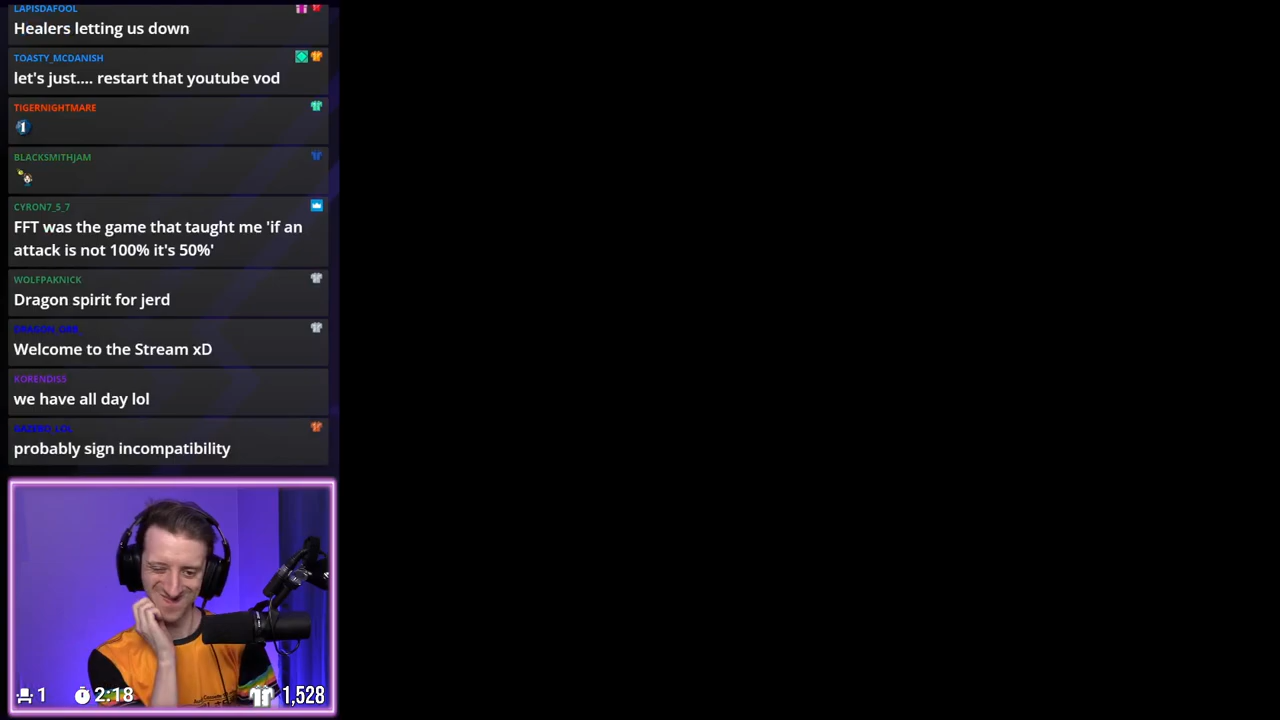 LAPISDAFOOL
Healers letting us down
TOASTY_MCDANISH
let's just.... restart that youtube vod
TIGERNIGHTMARE
1
BLACKSMITHJAM
CYRON7_5_7
FFT was the game that taught me 'if an
attack is not 100% it's 50%'
WOLFPAKNICK
Dragon spirit for jerd
Welcome to the Stream xD
KORENDISS
we have all day lol
probably sign incompatibility
1
2:18
1,528